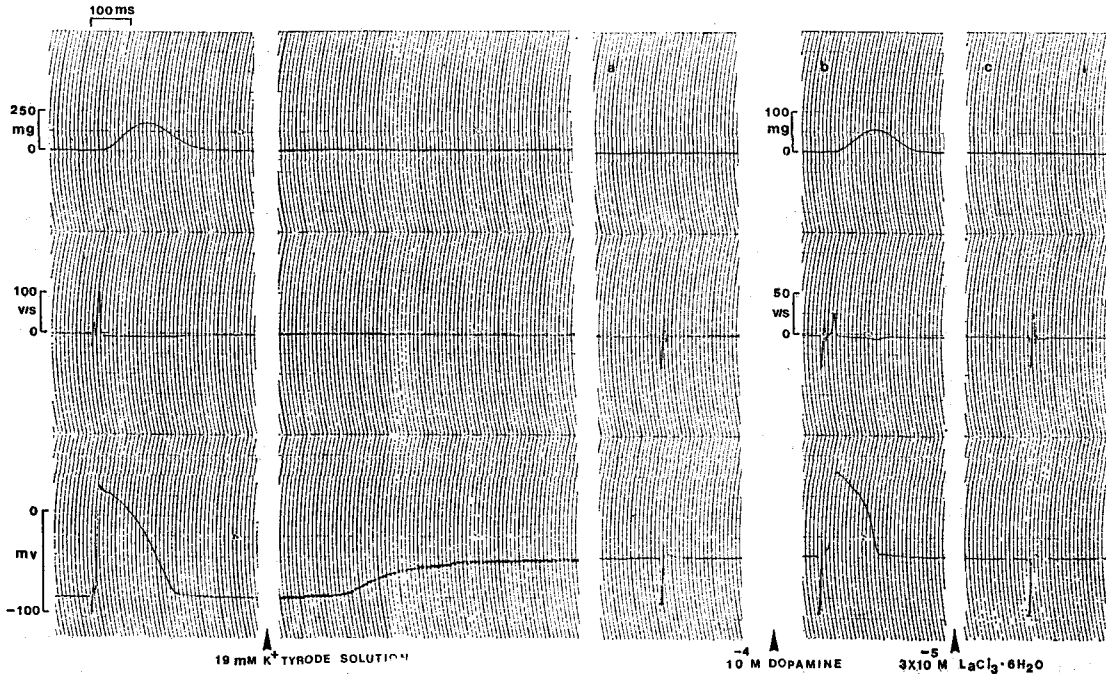 100 ms
a
b
c
250
mg
0
100
mg
0
100
V/S
0
50
V/S
0
0
mv
-100
19 mM K+ TYRODE SOLUTION
10-4 M DOPAMINE
3X10-5 M LaCl3·6H2O